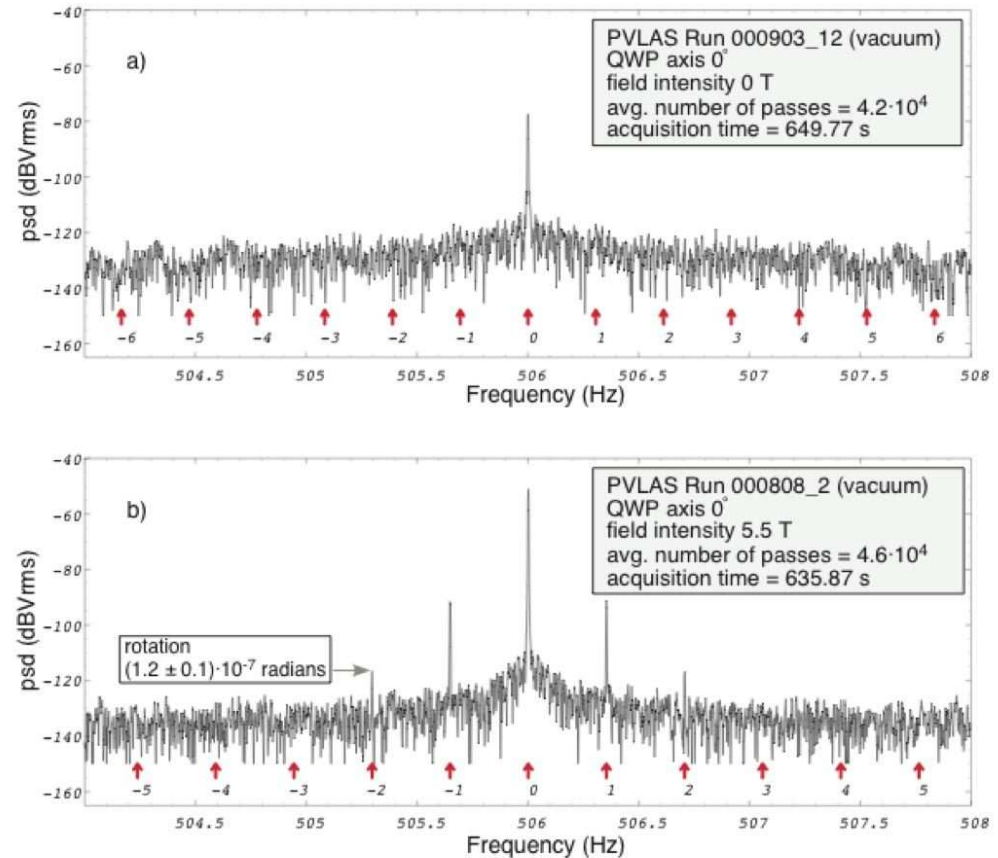 -40
-60
-80
-100
-120
-140
-160
psd (dBVrms)
a)
PVLAS Run 000903_12 (vacuum)
QWP axis 0°
field intensity 0 T
avg. number of passes = 4.2·10⁴
acquisition time = 649.77 s
-6 -5 -4 -3 -2 -1 0 1 2 3 4 5 6
504.5 505 505.5 506 506.5 507 507.5 508
Frequency (Hz)
-40
-60
-80
-100
-120
-140
-160
psd (dBVrms)
b)
PVLAS Run 000808_2 (vacuum)
QWP axis 0°
field intensity 5.5 T
avg. number of passes = 4.6·10⁴
acquisition time = 635.87 s
rotation
(1.2 ± 0.1)·10⁻⁷ radians
-5 -4 -3 -2 -1 0 1 2 3 4 5
504.5 505 505.5 506 506.5 507 507.5 508
Frequency (Hz)